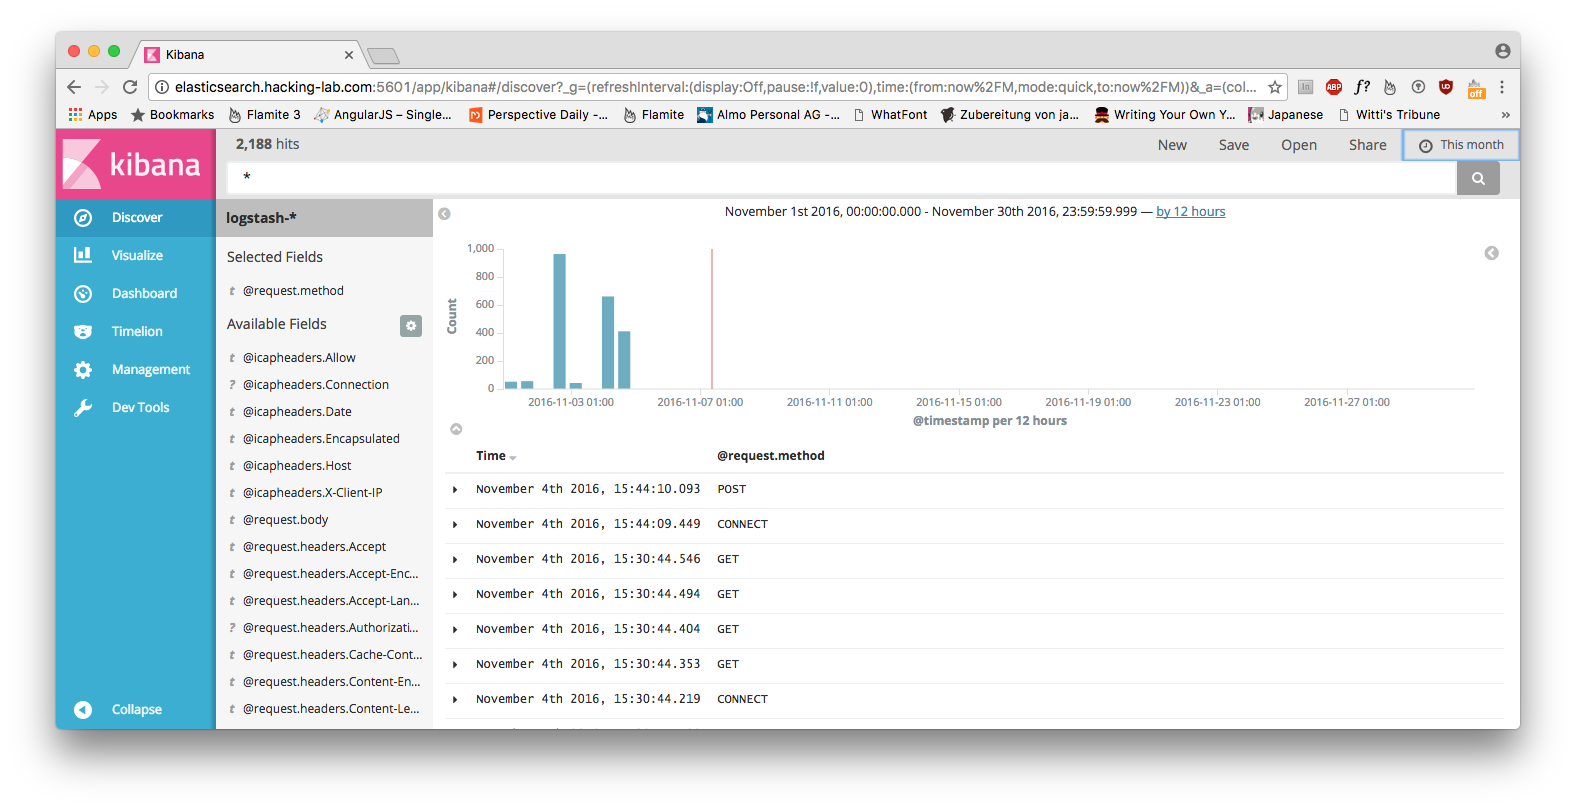 Kibana
elasticsearch.hacking-lab.com:5601/app/kibana#/discover?_g=(refreshInterval:(display:Off,pause:!f,value:0),time:(from:now%2FM,mode:quick,to:now%2FM))&_a=(col...
In ABP f? UD off
Apps Bookmarks Flamite 3 AngularJS – Single... Perspective Daily -... Flamite Almo Personal AG -... WhatFont Zubereitung von ja... Writing Your Own Y... Japanese Witti's Tribune »
kibana
2,188 hits
New Save Open Share This month
*
Discover
Visualize
Dashboard
Timelion
Management
Dev Tools
Collapse
logstash-*
Selected Fields
t @request.method
Available Fields
t @icapheaders.Allow
? @icapheaders.Connection
t @icapheaders.Date
t @icapheaders.Encapsulated
t @icapheaders.Host
t @icapheaders.X-Client-IP
t @request.body
t @request.headers.Accept
t @request.headers.Accept-Enc...
t @request.headers.Accept-Lan...
? @request.headers.Authorizati...
t @request.headers.Cache-Cont...
t @request.headers.Content-En...
t @request.headers.Content-Le...
November 1st 2016, 00:00:00.000 - November 30th 2016, 23:59:59.999 — by 12 hours
Count
1,000
800
600
400
200
0
2016-11-03 01:00 2016-11-07 01:00 2016-11-11 01:00 2016-11-15 01:00 2016-11-19 01:00 2016-11-23 01:00 2016-11-27 01:00
@timestamp per 12 hours
Time @request.method
November 4th 2016, 15:44:10.093 POST
November 4th 2016, 15:44:09.449 CONNECT
November 4th 2016, 15:30:44.546 GET
November 4th 2016, 15:30:44.494 GET
November 4th 2016, 15:30:44.404 GET
November 4th 2016, 15:30:44.353 GET
November 4th 2016, 15:30:44.219 CONNECT